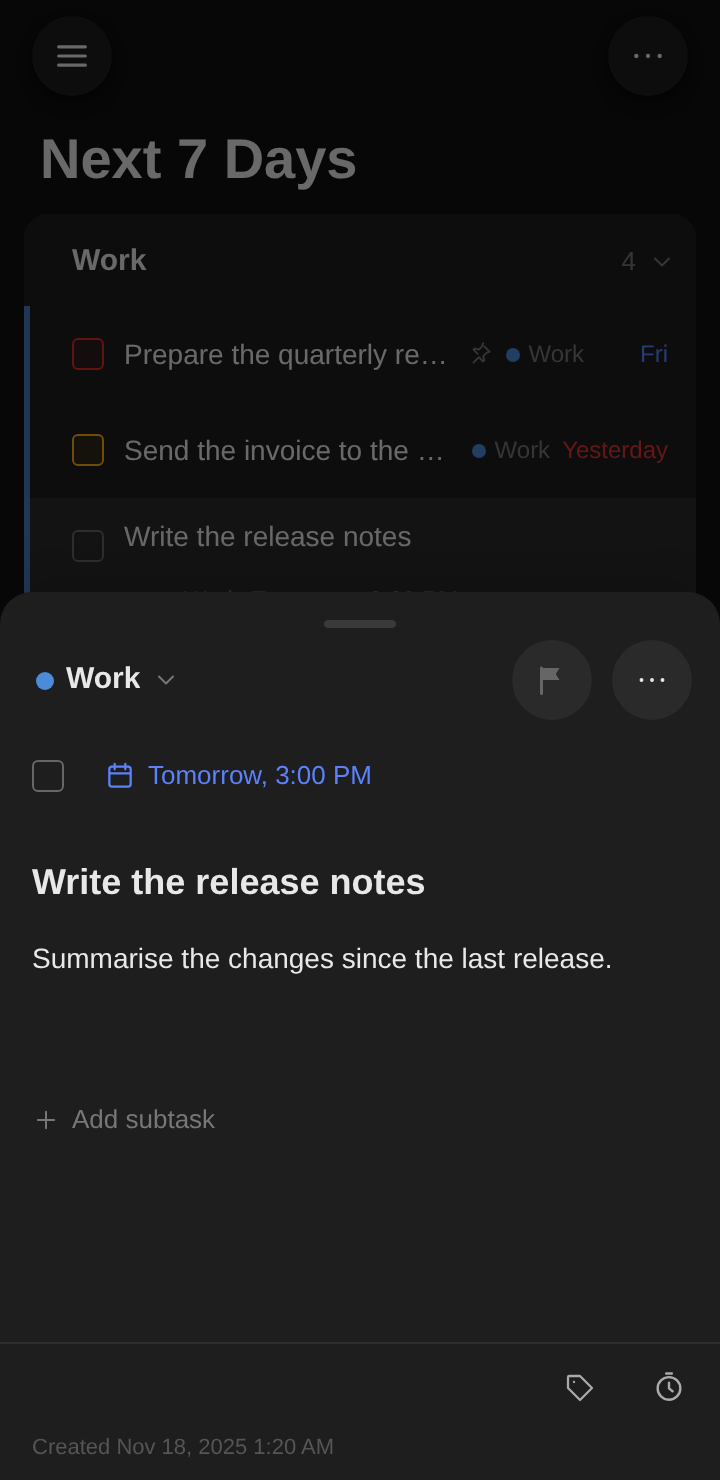 Next 7 Days
Work 4
Prepare the quarterly re… Work Fri
Send the invoice to the … Work Yesterday
Write the release notes
Work
Tomorrow, 3:00 PM
Write the release notes
Summarise the changes since the last release.
Add subtask
Created Nov 18, 2025 1:20 AM